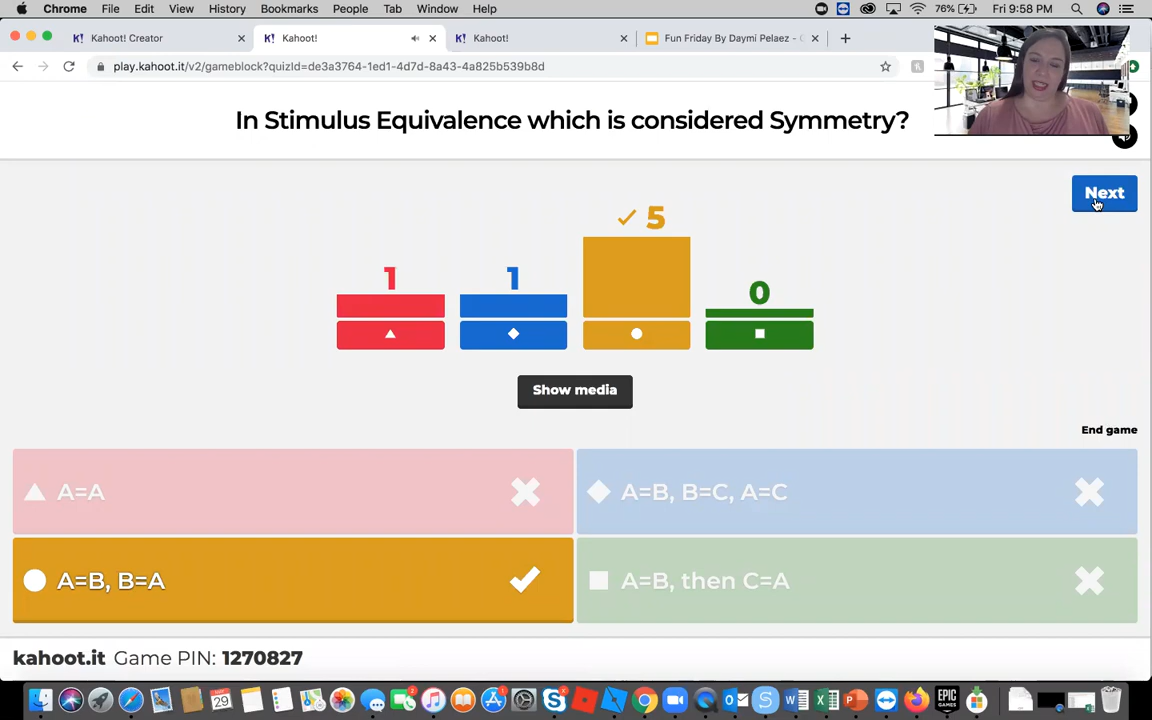 Chrome File Edit View History Bookmarks People Tab Window Help 76% Fri 9:58 PM
Kahoot! Creator Kahoot! Kahoot! Fun Friday By Daymi Pelaez -
play.kahoot.it/v2/gameblock?quizId=de3a3764-1ed1-4d7d-8a43-4a825b539b8d
In Stimulus Equivalence which is considered Symmetry?
Next
1 1 5 0
Show media
End game
A=A
A=B, B=C, A=C
A=B, B=A
A=B, then C=A
kahoot.it Game PIN: 1270827